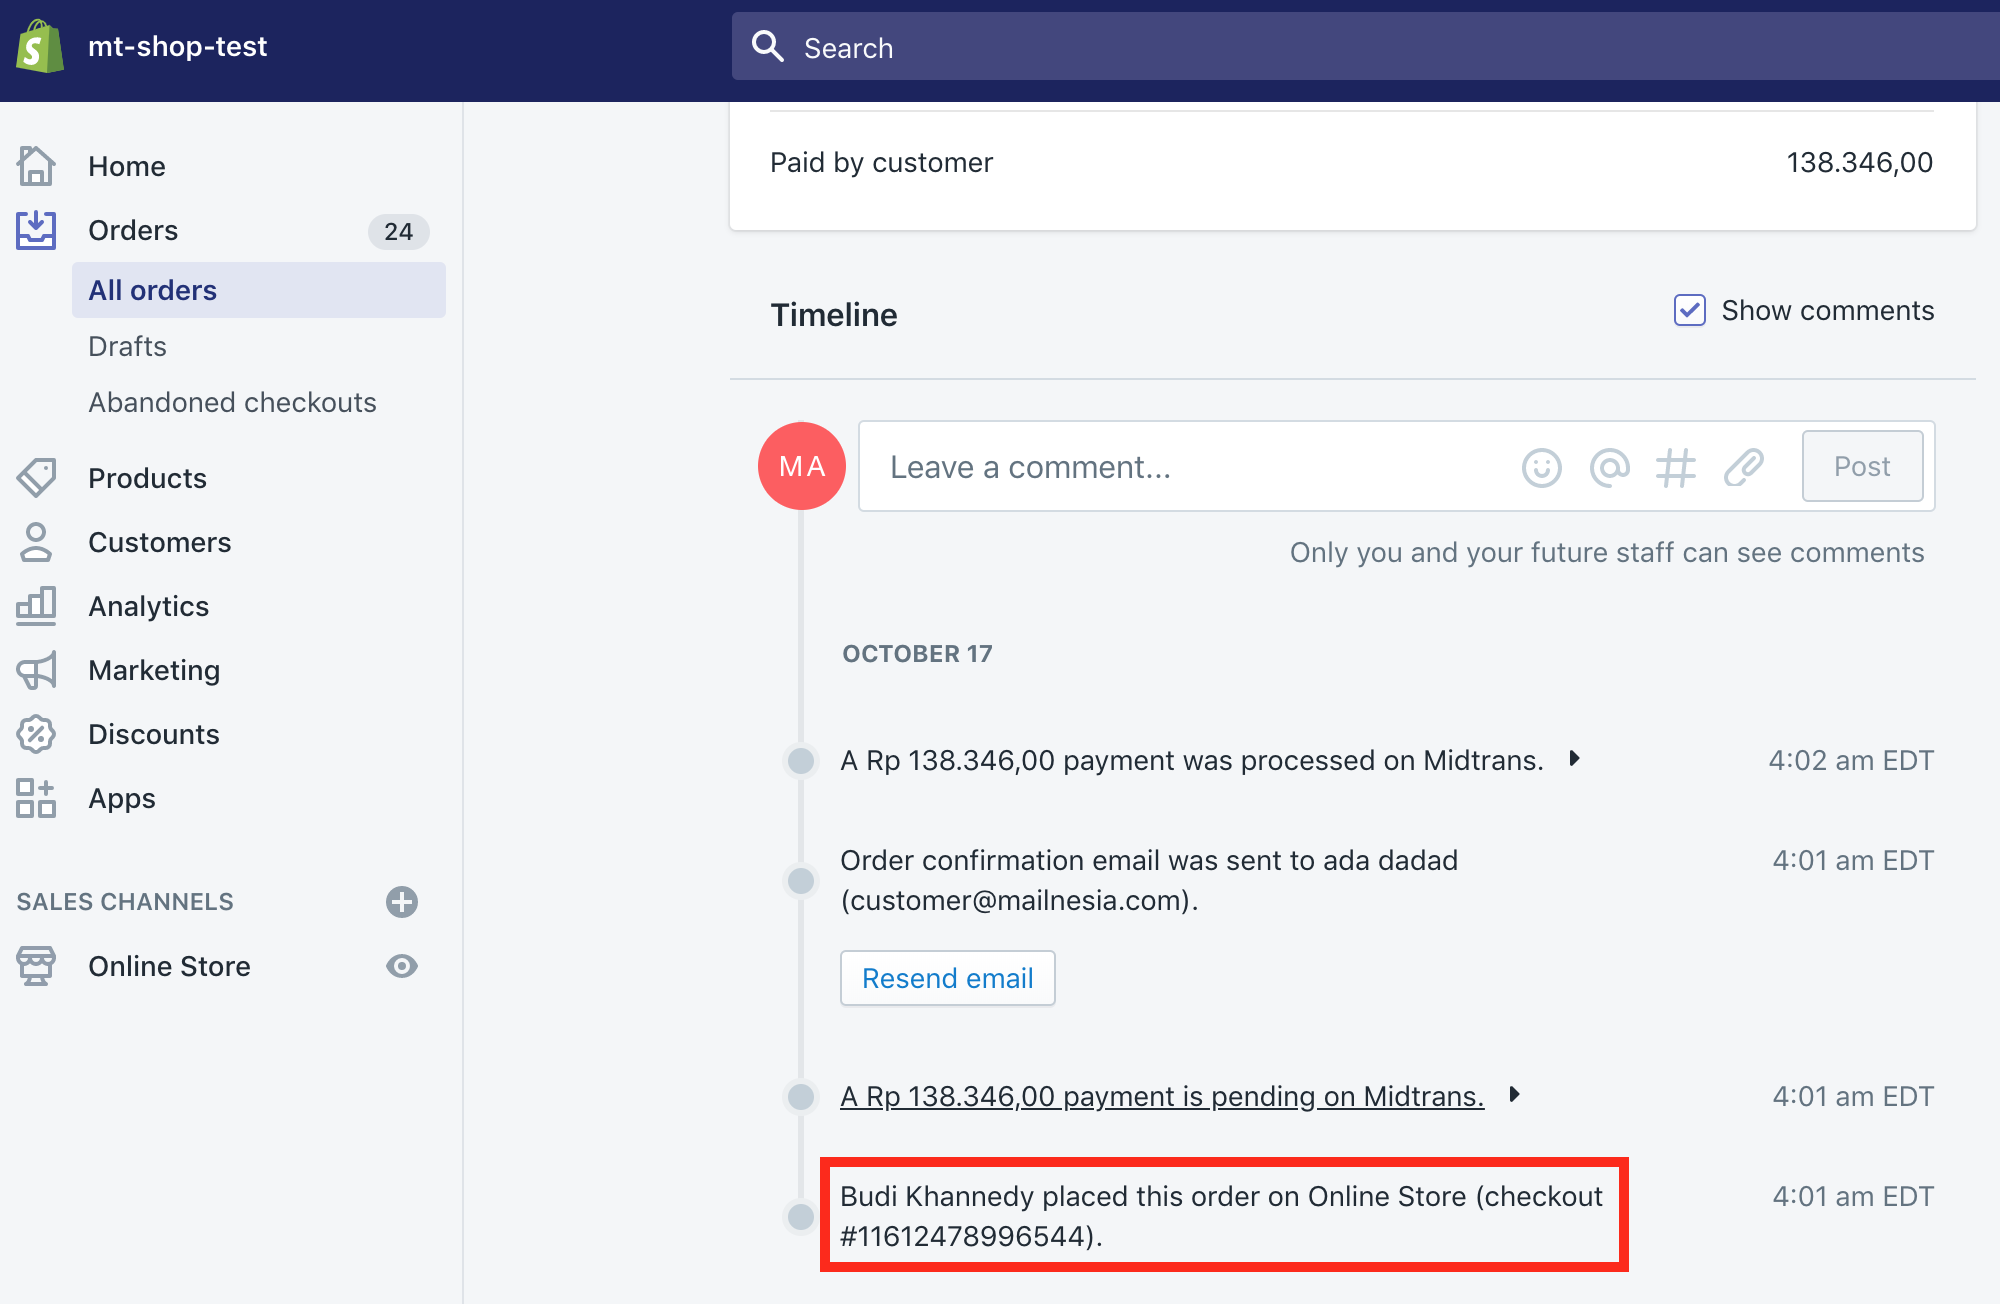 mt-shop-test
Search
Home
Orders
24
All orders
Drafts
Abandoned checkouts
Products
Customers
Analytics
Marketing
Discounts
Apps
SALES CHANNELS
Online Store
Paid by customer
138.346,00
Timeline
Show comments
MA
Leave a comment...
Post
Only you and your future staff can see comments
OCTOBER 17
A Rp 138.346,00 payment was processed on Midtrans.
4:02 am EDT
Order confirmation email was sent to ada dadad
(customer@mailnesia.com).
4:01 am EDT
Resend email
A Rp 138.346,00 payment is pending on Midtrans.
4:01 am EDT
Budi Khannedy placed this order on Online Store (checkout
#11612478996544).
4:01 am EDT